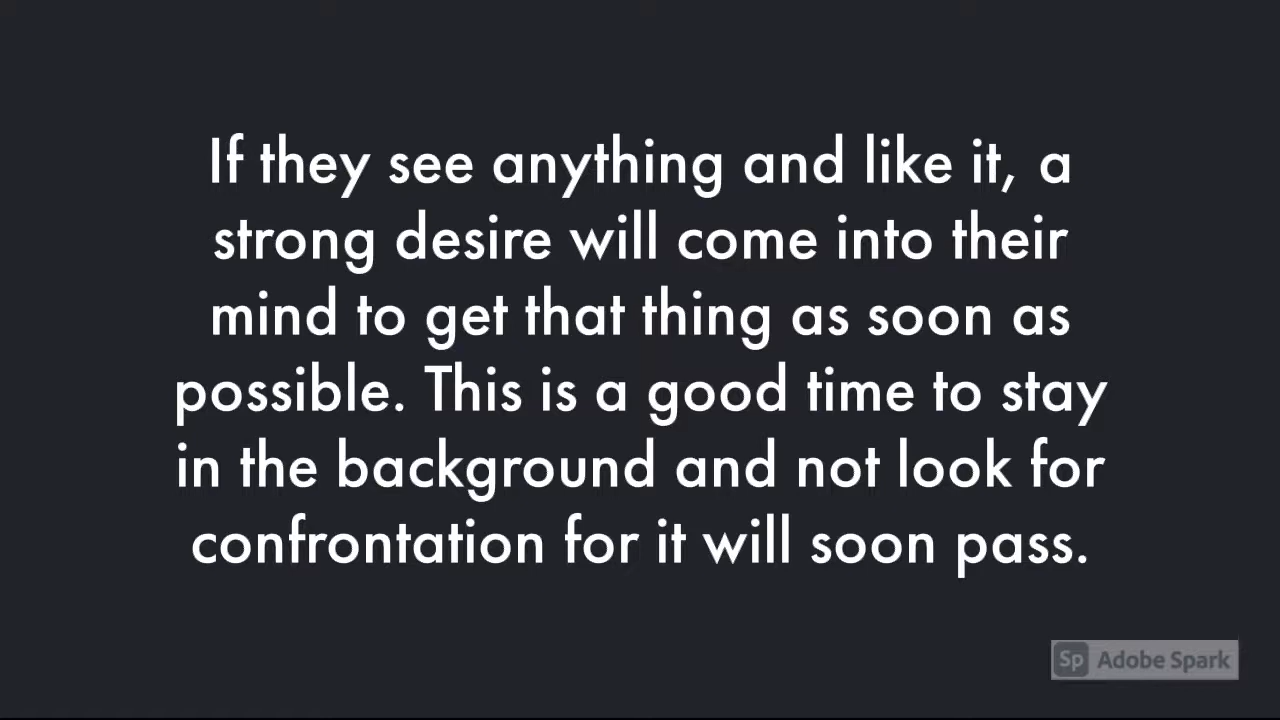 If they see anything and like it, a
strong desire will come into their
mind to get that thing as soon as
possible. This is a good time to stay
in the background and not look for
confrontation for it will soon pass.
Sp Adobe Spark